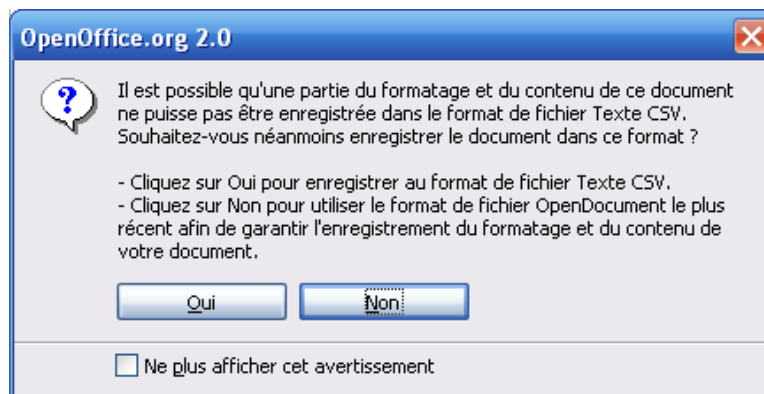 OpenOffice.org 2.0
Il est possible qu'une partie du formatage et du contenu de ce document
ne puisse pas être enregistrée dans le format de fichier Texte CSV.
Souhaitez-vous néanmoins enregistrer le document dans ce format ?
- Cliquez sur Oui pour enregistrer au format de fichier Texte CSV.
- Cliquez sur Non pour utiliser le format de fichier OpenDocument le plus
récent afin de garantir l'enregistrement du formatage et du contenu de
votre document.
Oui Non
Ne plus afficher cet avertissement